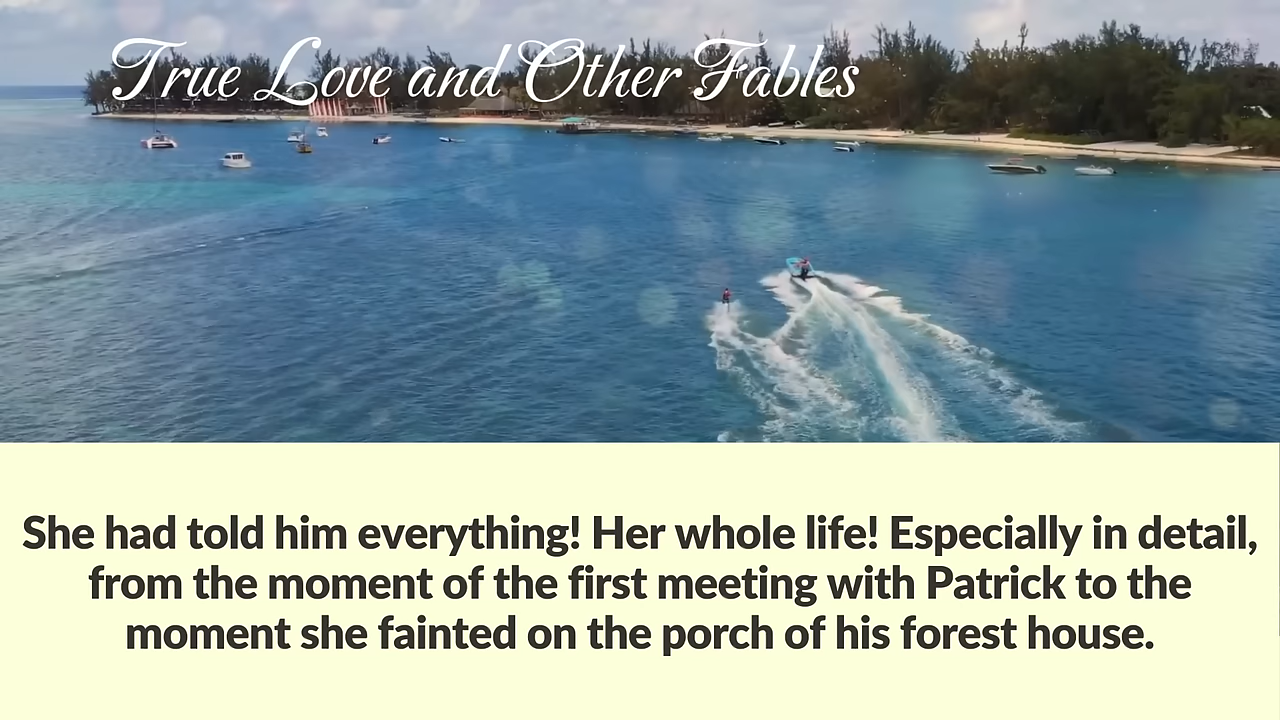 True Love and Other Fables
She had told him everything! Her whole life! Especially in detail,
from the moment of the first meeting with Patrick to the
moment she fainted on the porch of his forest house.